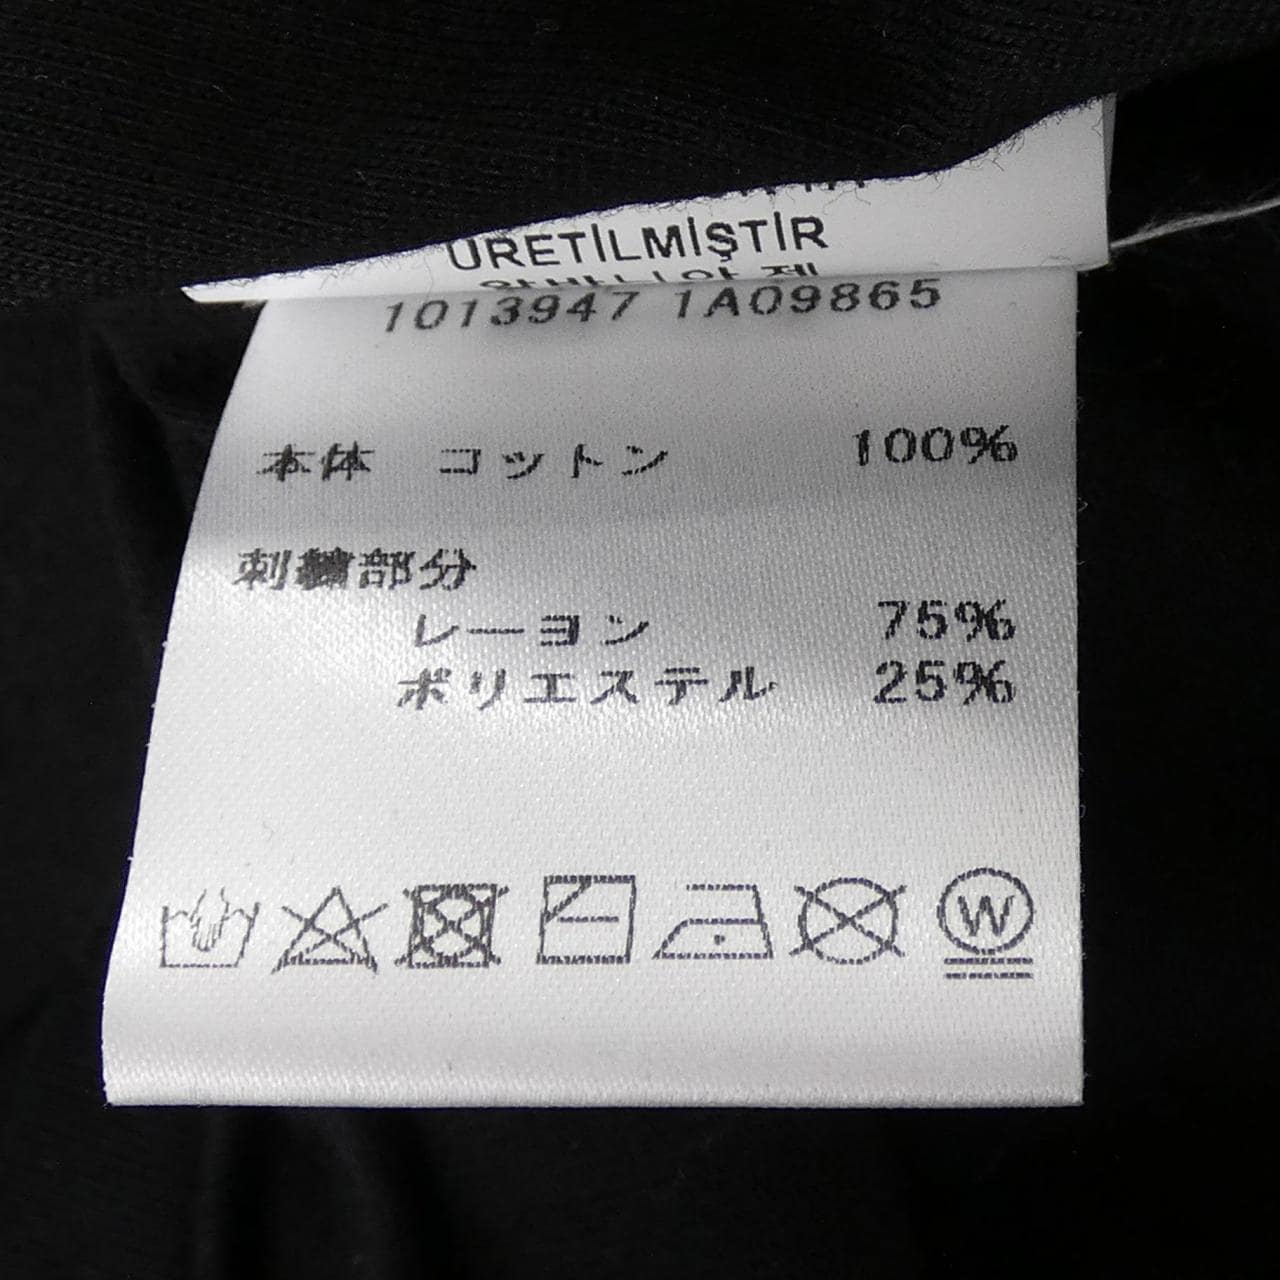 ÜRETİLMİŞTİR
1013947 1A09865
本体 コットン 100%
刺繍部分
レーヨン 75%
ポリエステル 25%
W